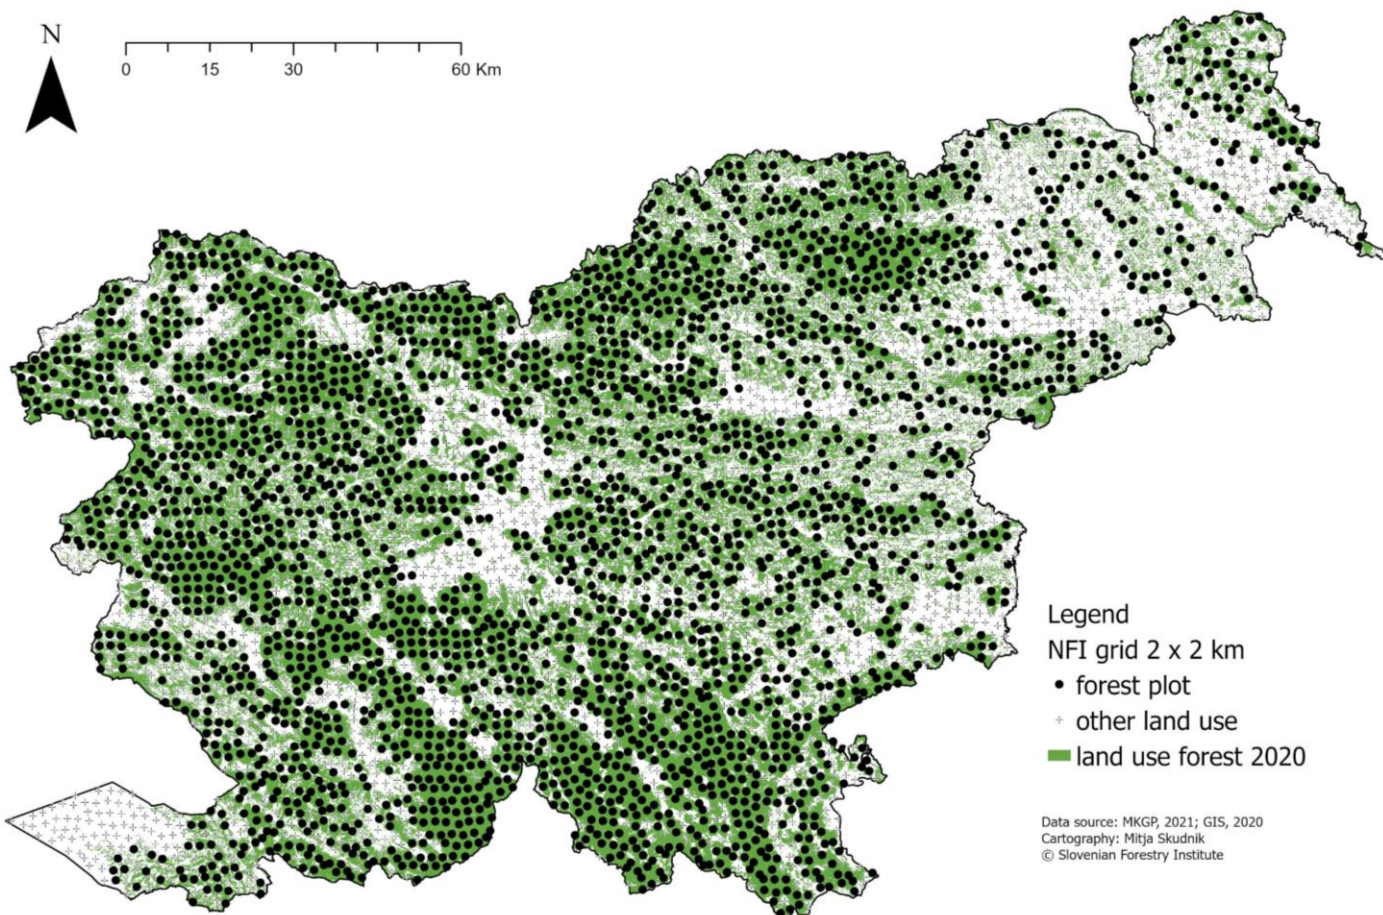 N
0 15 30 60 Km
Legend
NFI grid 2 x 2 km
forest plot
other land use
land use forest 2020
Data source: MKGP, 2021; GIS, 2020
Cartography: Mitja Skudnik
© Slovenian Forestry Institute